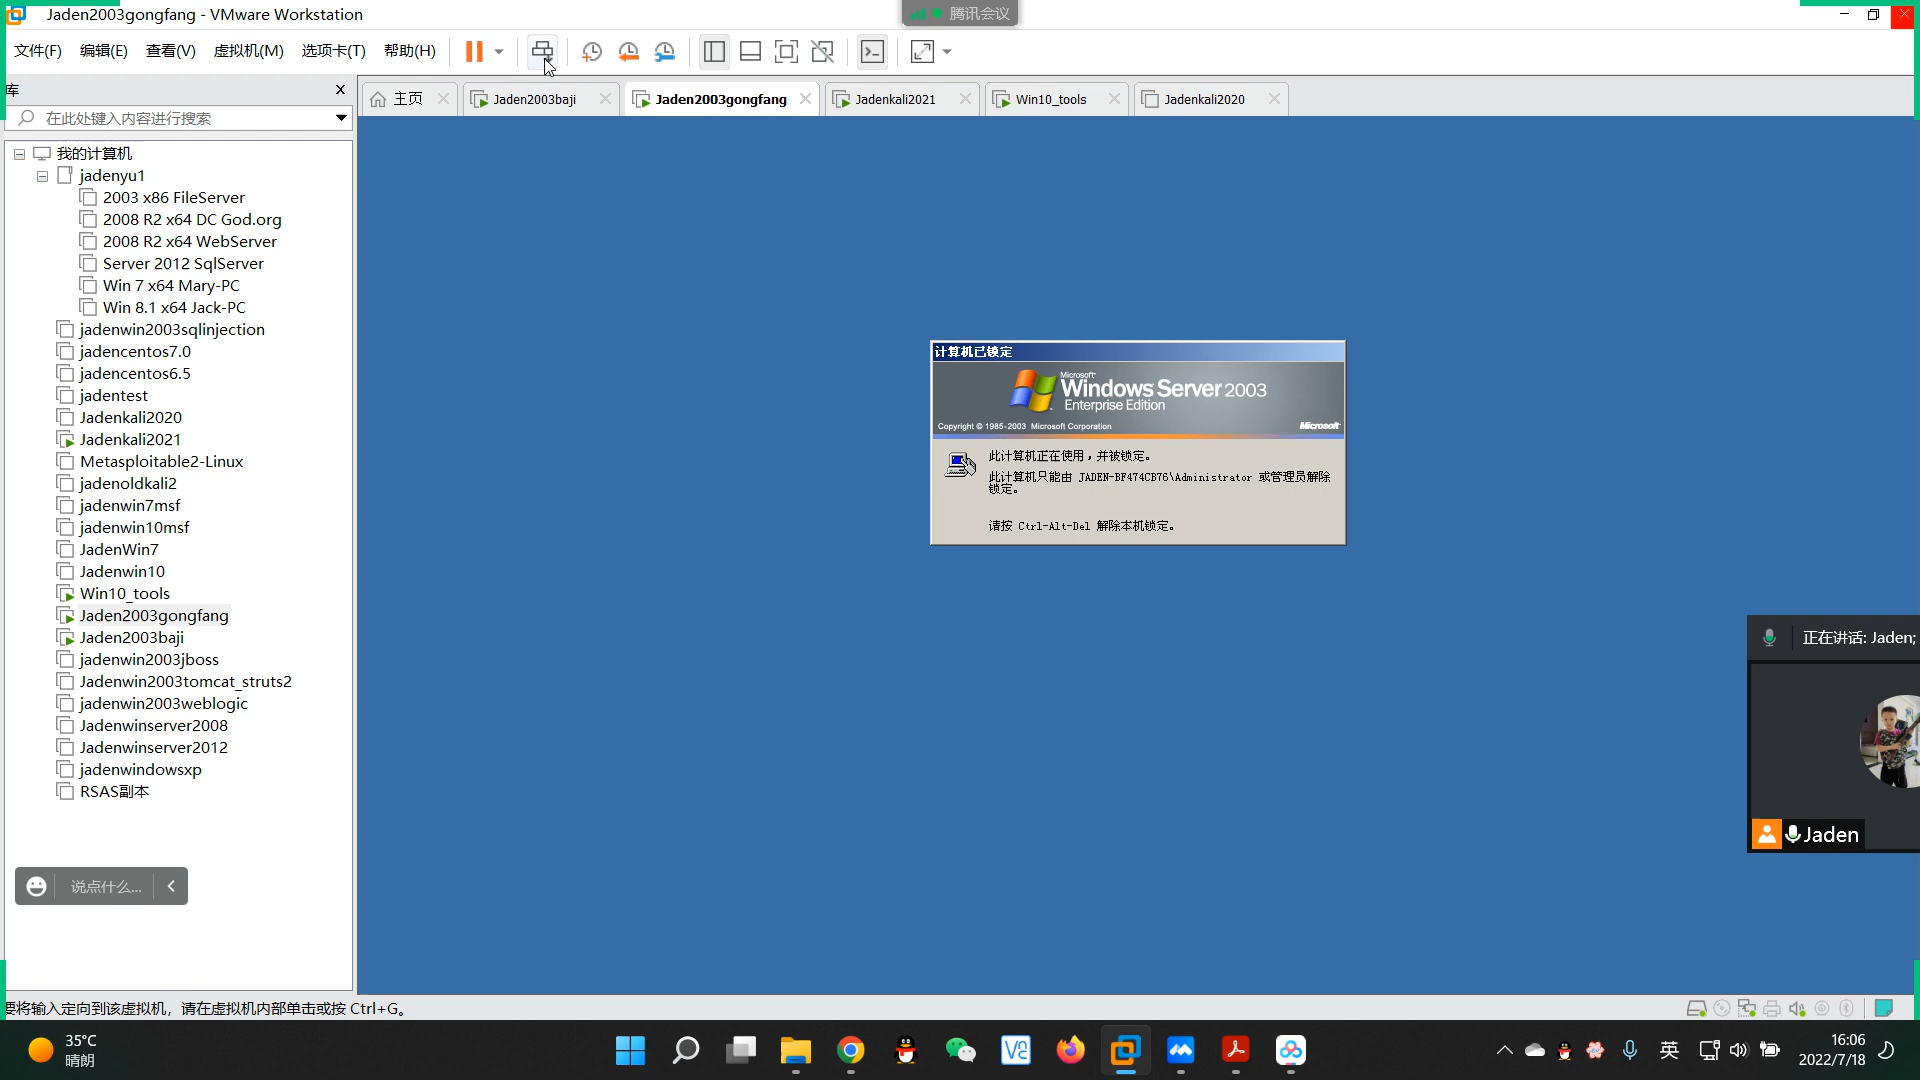 Jaden2003gongfang - VMware Workstation
腾讯会议
文件(F) 编辑(E) 查看(V) 虚拟机(M) 选项卡(T) 帮助(H)
库
主页
Jaden2003baji
Jaden2003gongfang
Jadenkali2021
Win10_tools
Jadenkali2020
在此处键入内容进行搜索
我的计算机
jadenyu1
2003 x86 FileServer
2008 R2 x64 DC God.org
2008 R2 x64 WebServer
Server 2012 SqlServer
Win 7 x64 Mary-PC
Win 8.1 x64 Jack-PC
jadenwin2003sqlinjection
jadencentos7.0
jadencentos6.5
jadentest
Jadenkali2020
Jadenkali2021
Metasploitable2-Linux
jadenoldkali2
jadenwin7msf
jadenwin10msf
JadenWin7
Jadenwin10
Win10_tools
Jaden2003gongfang
Jaden2003baji
jadenwin2003jboss
Jadenwin2003tomcat_struts2
jadenwin2003weblogic
Jadenwinserver2008
Jadenwinserver2012
jadenwindowsxp
RSAS副本
计算机已锁定
Microsoft
Windows Server 2003
Enterprise Edition
Copyright © 1985-2003 Microsoft Corporation
Microsoft
此计算机正在使用，并被锁定。
此计算机只能由 JADEN-BF474CB76\Administrator 或管理员解除
锁定。
请按 Ctrl-Alt-Del 解除本机锁定。
正在讲话: Jaden;
Jaden
说点什么...
要将输入定向到该虚拟机，请在虚拟机内部单击或按 Ctrl+G。
35°C
晴朗
英
16:06
2022/7/18